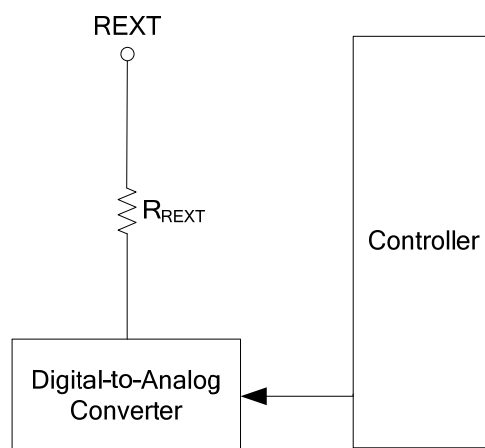 REXT
RREXT
Controller
Digital-to-Analog
Converter